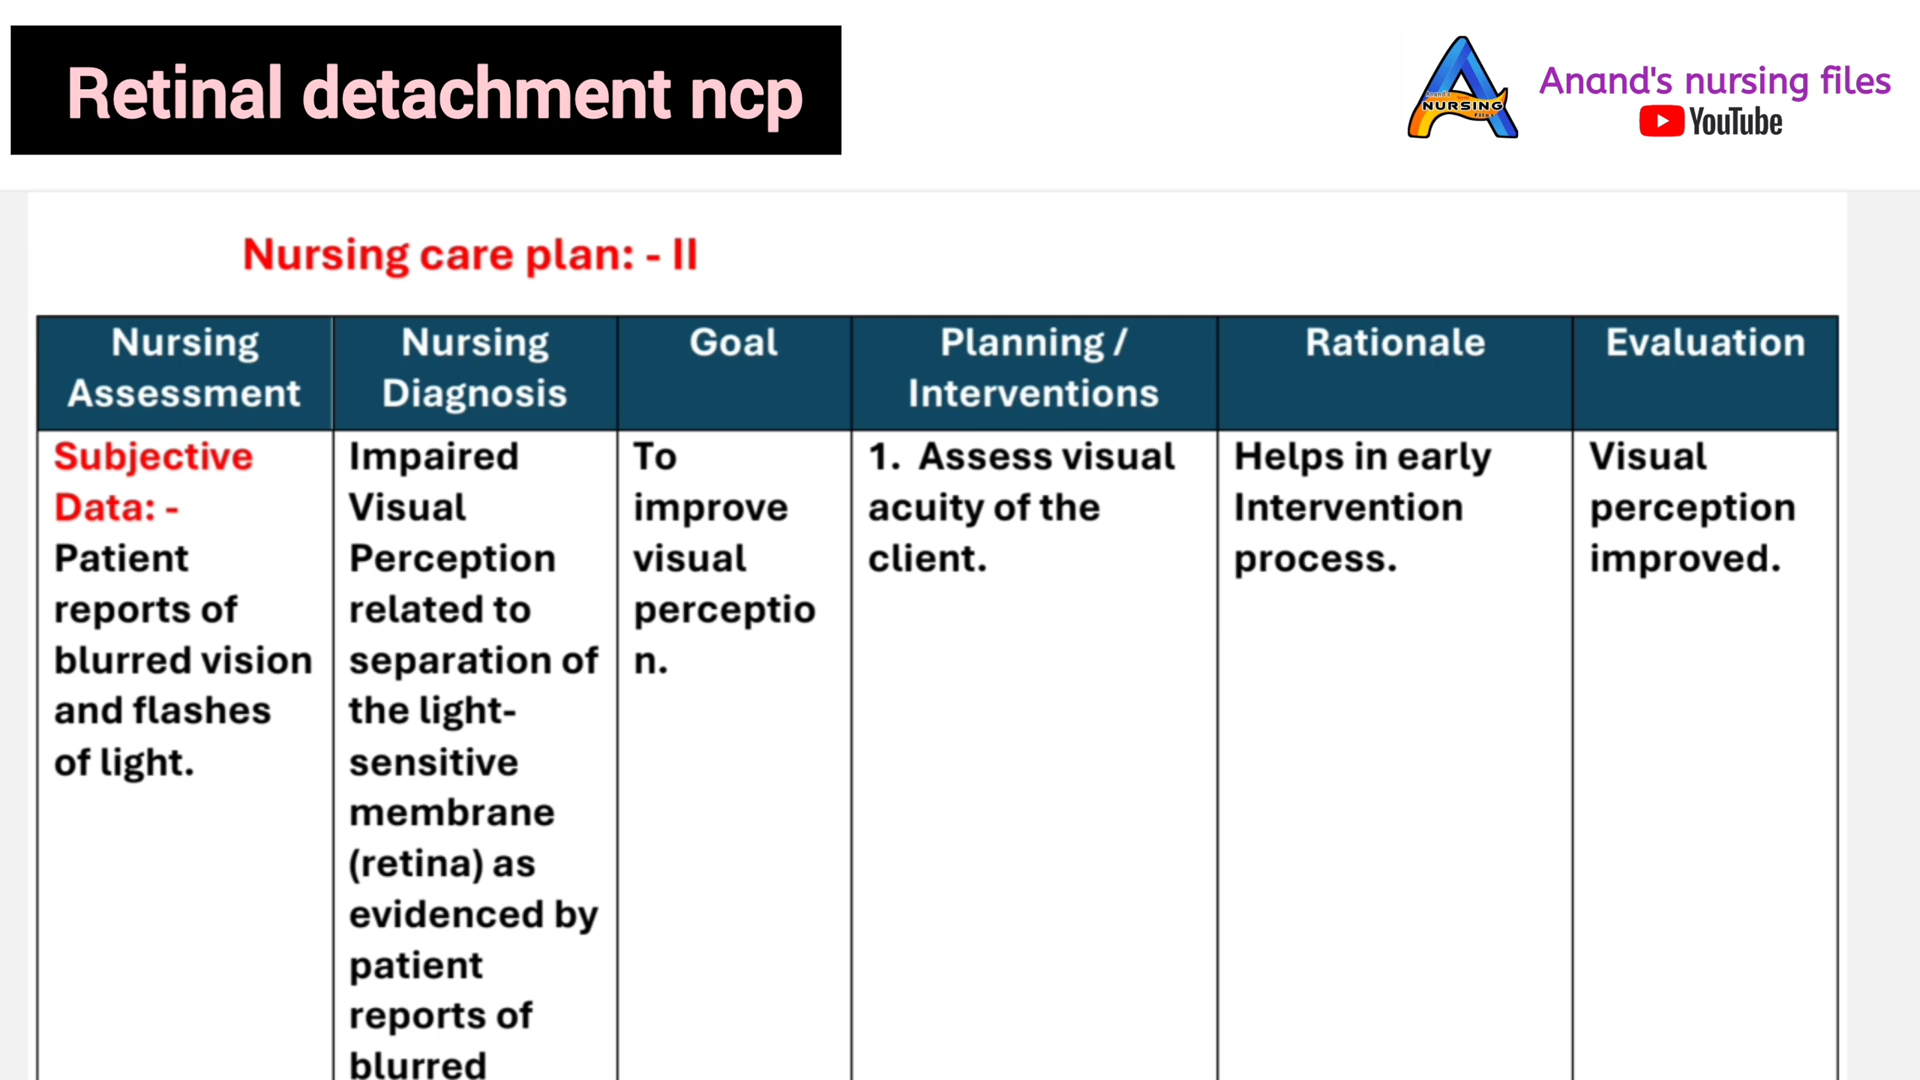 Retinal detachment ncp
NURSING
Anand's nursing files
YouTube
Nursing care plan: - II
Nursing Assessment
Nursing Diagnosis
Goal
Planning / Interventions
Rationale
Evaluation
Subjective
Data: -
Patient
reports of
blurred vision
and flashes
of light.
Impaired
Visual
Perception
related to
separation of
the light-
sensitive
membrane
(retina) as
evidenced by
patient
reports of
blurred
To
improve
visual
perceptio
n.
1. Assess visual
acuity of the
client.
Helps in early
Intervention
process.
Visual
perception
improved.